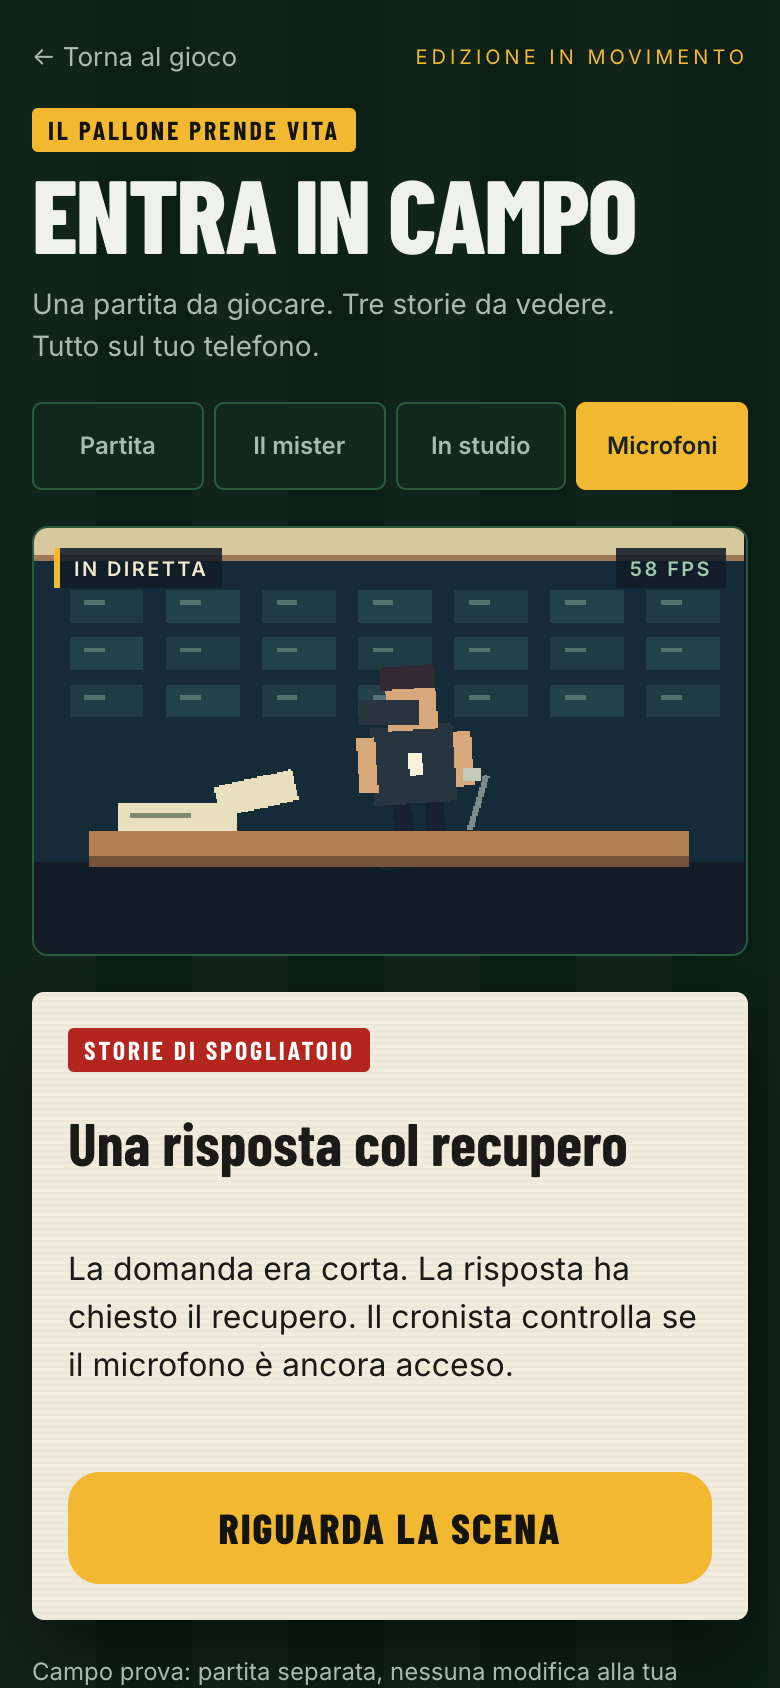 ← Torna al gioco
EDIZIONE IN MOVIMENTO
IL PALLONE PRENDE VITA
ENTRA IN CAMPO
Una partita da giocare. Tre storie da vedere.
Tutto sul tuo telefono.
Partita
Il mister
In studio
Microfoni
IN DIRETTA
58 FPS
STORIE DI SPOGLIATOIO
Una risposta col recupero
La domanda era corta. La risposta ha
chiesto il recupero. Il cronista controlla se
il microfono è ancora acceso.
RIGUARDA LA SCENA
Campo prova: partita separata, nessuna modifica alla tua